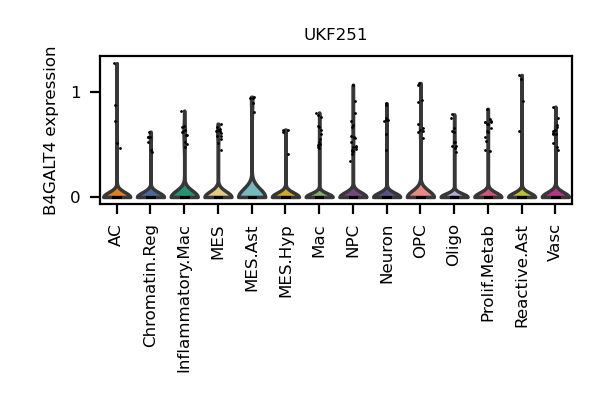 UKF251
B4GALT4 expression
1
0
AC
Chromatin.Reg
Inflammatory.Mac
MES
MES.Ast
MES.Hyp
Mac
NPC
Neuron
OPC
Oligo
Prolif.Metab
Reactive.Ast
Vasc